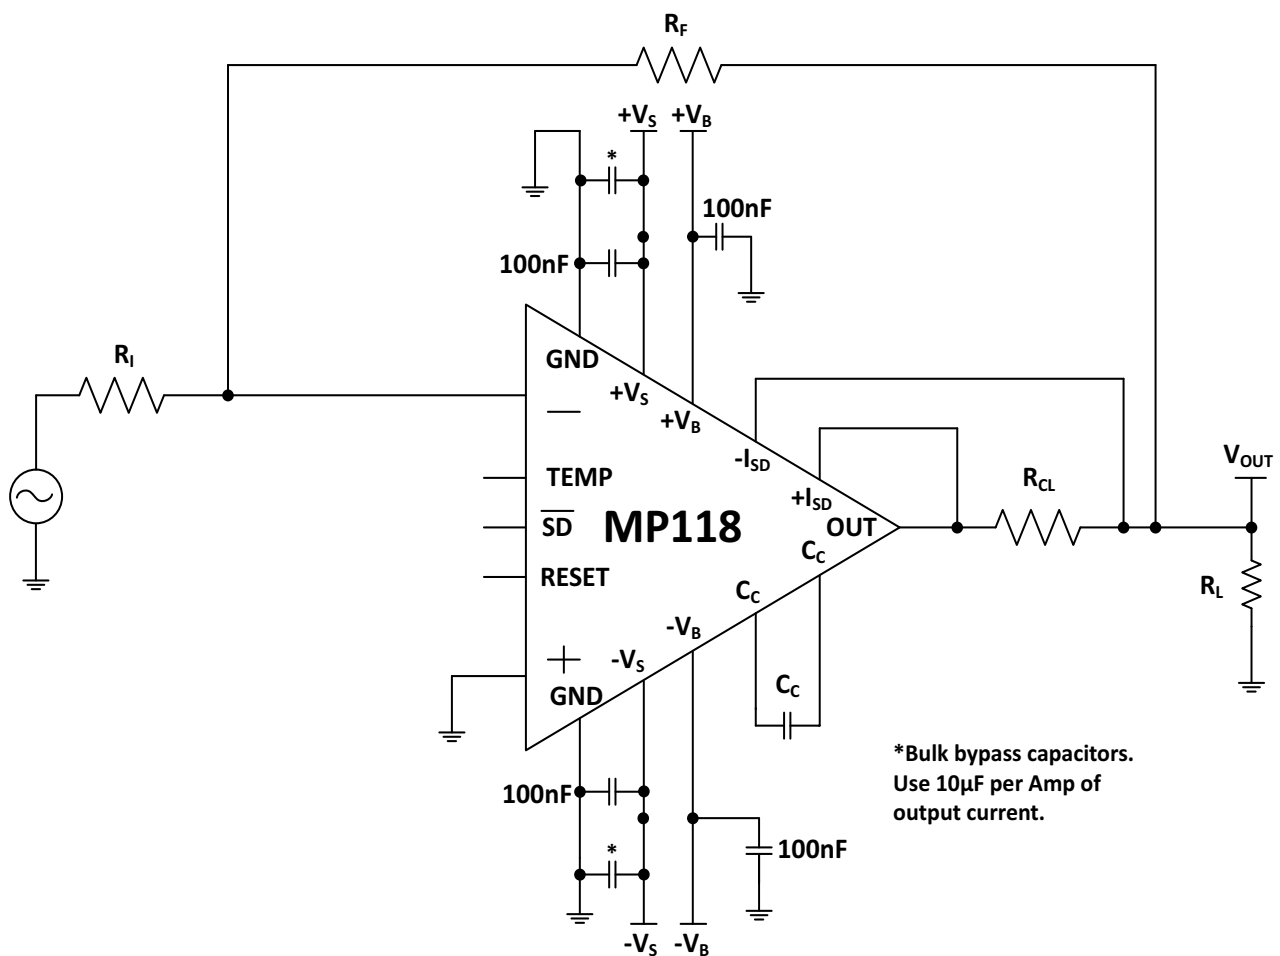 RF
+VS +VB
*
100nF
100nF
RI
GND
+VS
+VB
-ISD
+ISD
TEMP
SD
RESET
MP118
OUT
RCL
VOUT
RL
CC
CC
-VB
-VS
GND
CC
100nF
*
100nF
-VS -VB
*Bulk bypass capacitors.
Use 10µF per Amp of
output current.